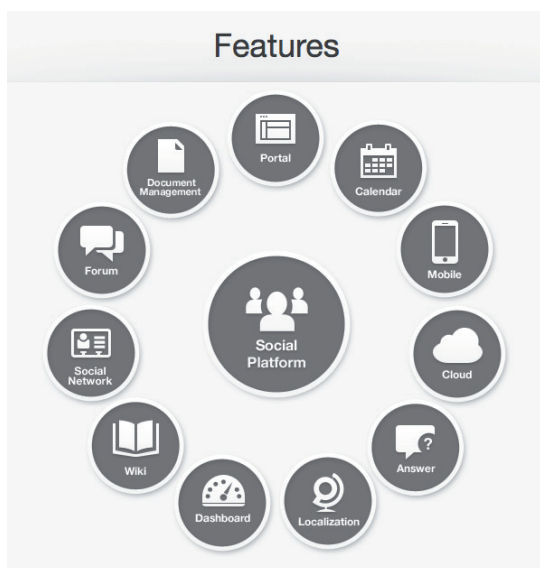 Features
Portal
Calendar
Mobile
Cloud
Answer
?
Localization
Dashboard
Wiki
Social
Network
Forum
Document
Management
Social
Platform